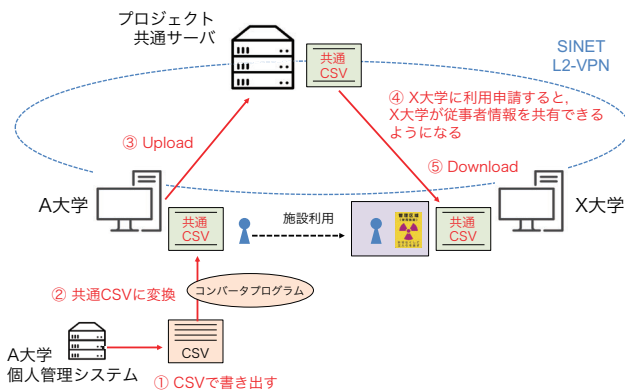 プロジェクト
共通サーバ
共通
CSV
SINET
L2-VPN
④ X大学に利用申請すると,
X大学が従事者情報を共有できる
ようになる
③ Upload
⑤ Download
A大学
共通
CSV
施設利用
管理区域
共通
CSV
X大学
② 共通CSVに変換
コンバータプログラム
A大学
個人管理システム
CSV
① CSVで書き出す